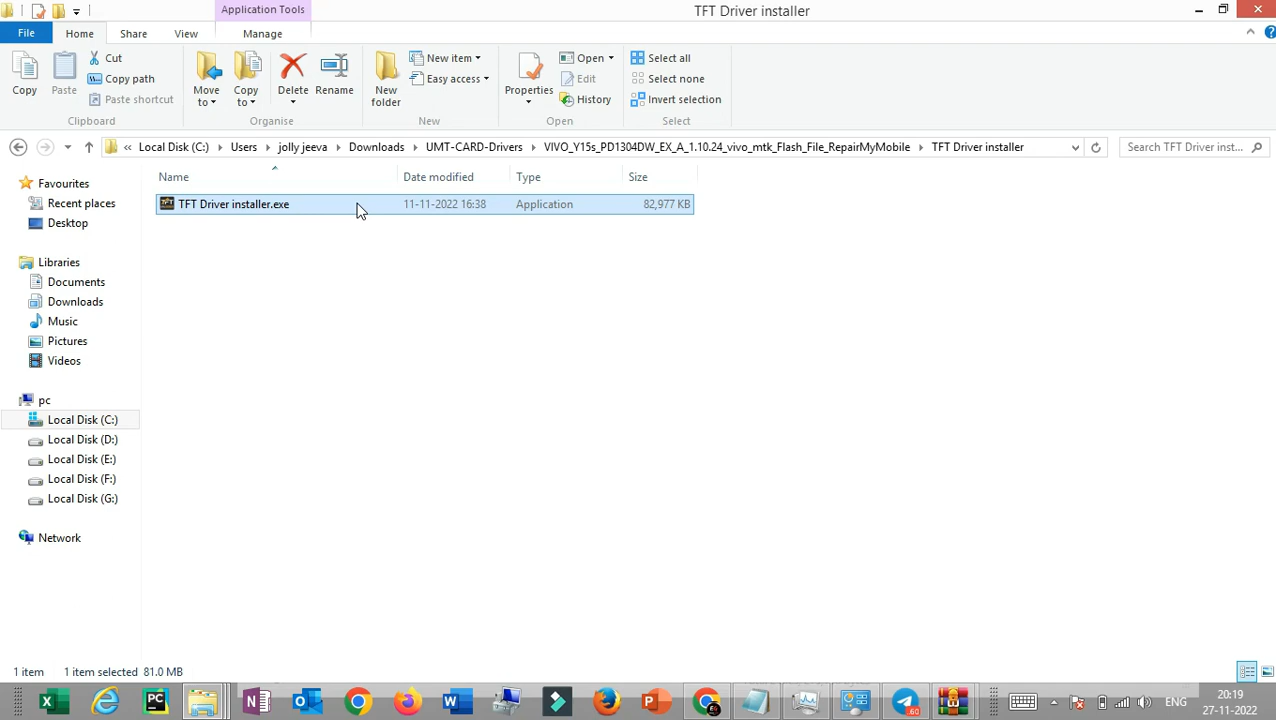 Application Tools
TFT Driver installer
File Home Share View Manage
Copy Paste Cut Copy path Paste shortcut
Move to Copy to Delete Rename
New folder New item Easy access
Properties Open Edit History
Select all Select none Invert selection
Clipboard Organise New Open Select
« Local Disk (C:) Users jolly jeeva Downloads UMT-CARD-Drivers VIVO_Y15s_PD1304DW_EX_A_1.10.24_vivo_mtk_Flash_File_RepairMyMobile TFT Driver installer Search TFT Driver inst...
Name Date modified Type Size
TFT Driver installer.exe 11-11-2022 16:38 Application 82,977 KB
Favourites
Recent places
Desktop
Libraries
Documents
Downloads
Music
Pictures
Videos
pc
Local Disk (C:)
Local Disk (D:)
Local Disk (E:)
Local Disk (F:)
Local Disk (G:)
Network
1 item 1 item selected 81.0 MB
ENG
20:19
27-11-2022